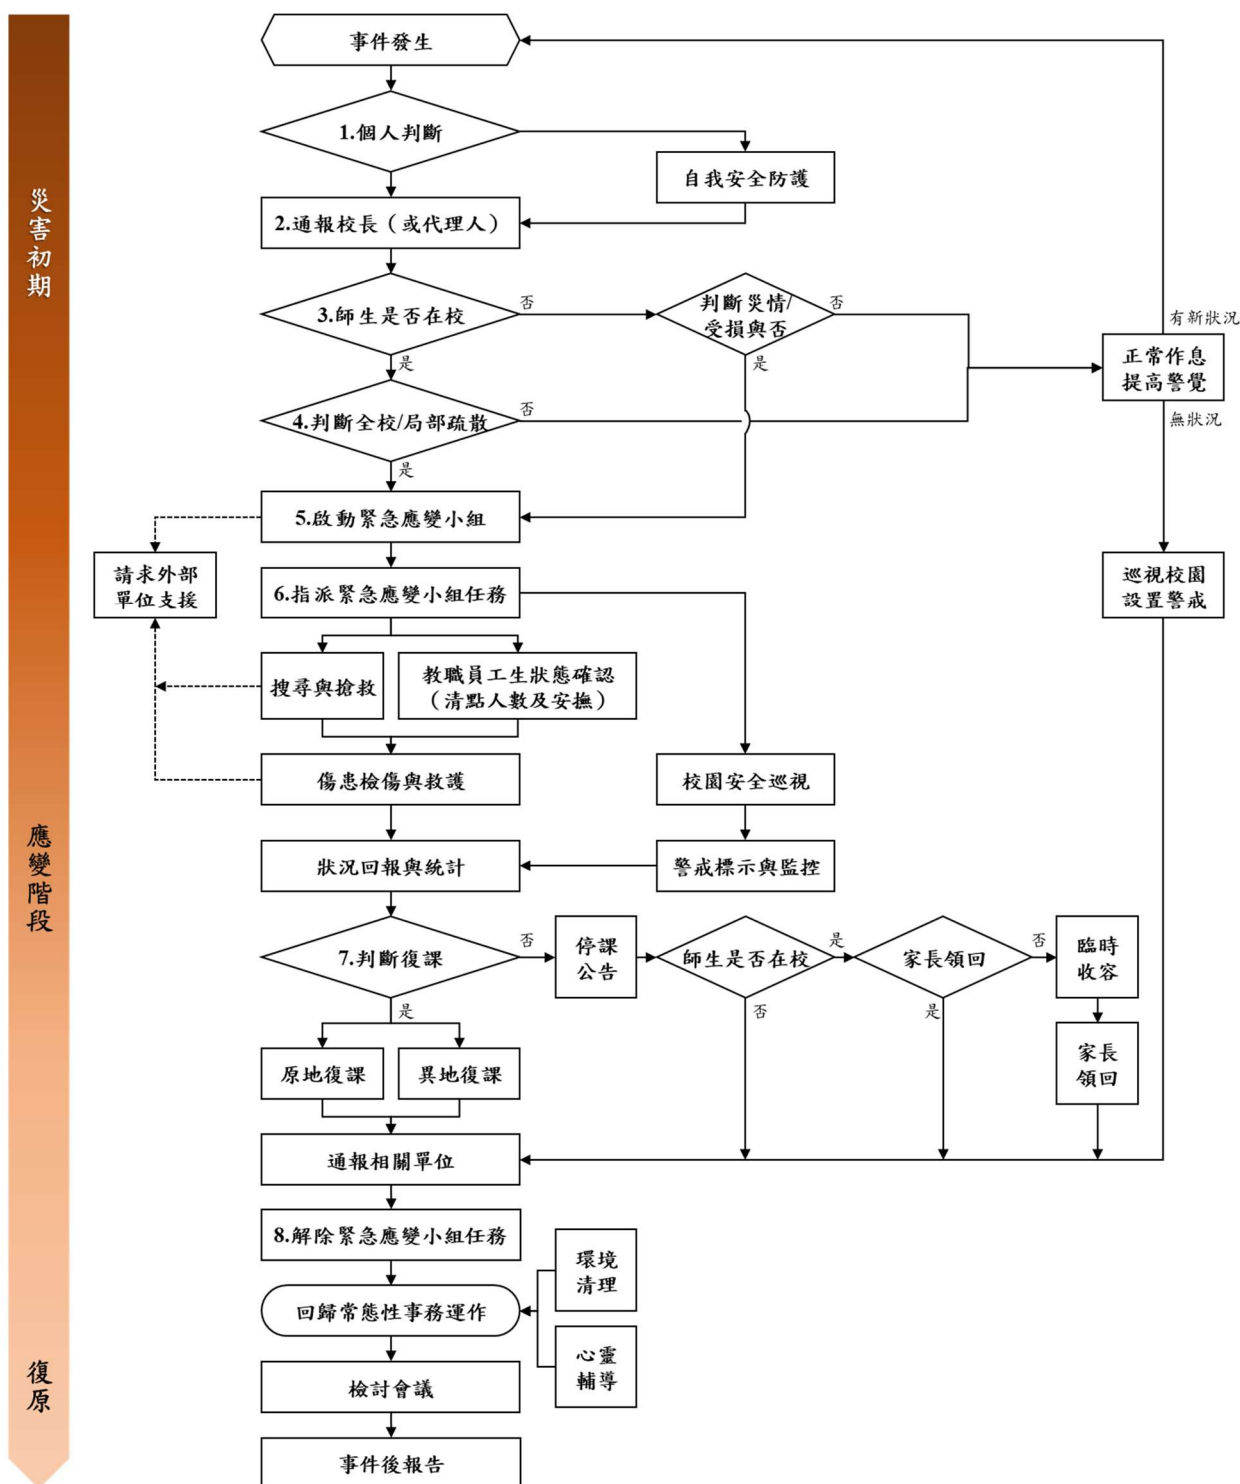 災害初期
應變階段
復原
事件發生
1.個人判斷
自我安全防護
2.通報校長（或代理人）
3.師生是否在校
否
是
判斷災情/
受損與否
否
是
有新狀況
正常作息
提高警覺
無狀況
4.判斷全校/局部疏散
否
是
5.啟動緊急應變小組
請求外部
單位支援
巡視校園
設置警戒
6.指派緊急應變小組任務
搜尋與搶救
教職員工生狀態確認
（清點人數及安撫）
傷患檢傷與救護
校園安全巡視
狀況回報與統計
警戒標示與監控
7.判斷復課
否
是
停課
公告
師生是否在校
是
否
家長領回
否
是
臨時
收容
家長
領回
原地復課
異地復課
通報相關單位
8.解除緊急應變小組任務
環境
清理
回歸常態性事務運作
心靈
輔導
檢討會議
事件後報告